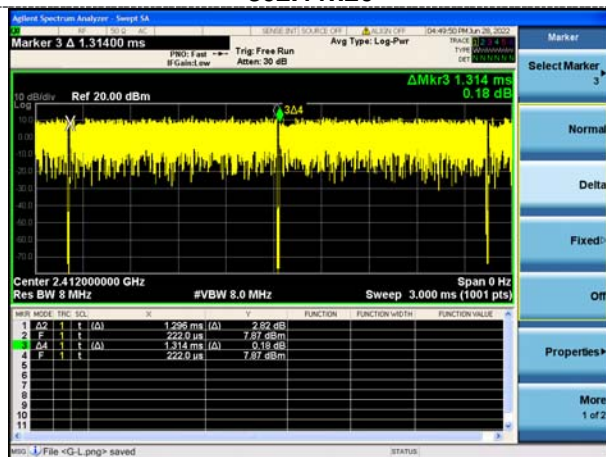 Agilent Spectrum Analyzer - Swept SA
RF 50 Ω AC SENSE:INT SOURCE OFF ALIGN OFF 04:49:50 PM Jun 28, 2022
Marker 3 Δ 1.31400 ms
PNO: Fast
IFGain:Low
Trig: Free Run
Atten: 30 dB
Avg Type: Log-Pwr
TRACE 1 2 3 4 5 6
TYPE
DET N N N N N N
ΔMkr3 1.314 ms
0.18 dB
10 dB/div Ref 20.00 dBm
Log
10.0
0.00
-10.0
-20.0
-30.0
-40.0
-50.0
-60.0
-70.0
3Δ4
Center 2.412000000 GHz Span 0 Hz
Res BW 8 MHz #VBW 8.0 MHz Sweep 3.000 ms (1001 pts)
MKR MODE TRC SCL X Y FUNCTION FUNCTION WIDTH FUNCTION VALUE
1 Δ2 1 t (Δ) 1.296 ms (Δ) 2.82 dB
2 F 1 t 222.0 µs 7.87 dBm
3 Δ4 1 t (Δ) 1.314 ms (Δ) 0.18 dB
4 F 1 t 222.0 µs 7.87 dBm
5
6
7
8
9
10
11
MSG File <G-L.png> saved STATUS
Marker
Select Marker
3
Normal
Delta
Fixed
Off
Properties
More
1 of 2